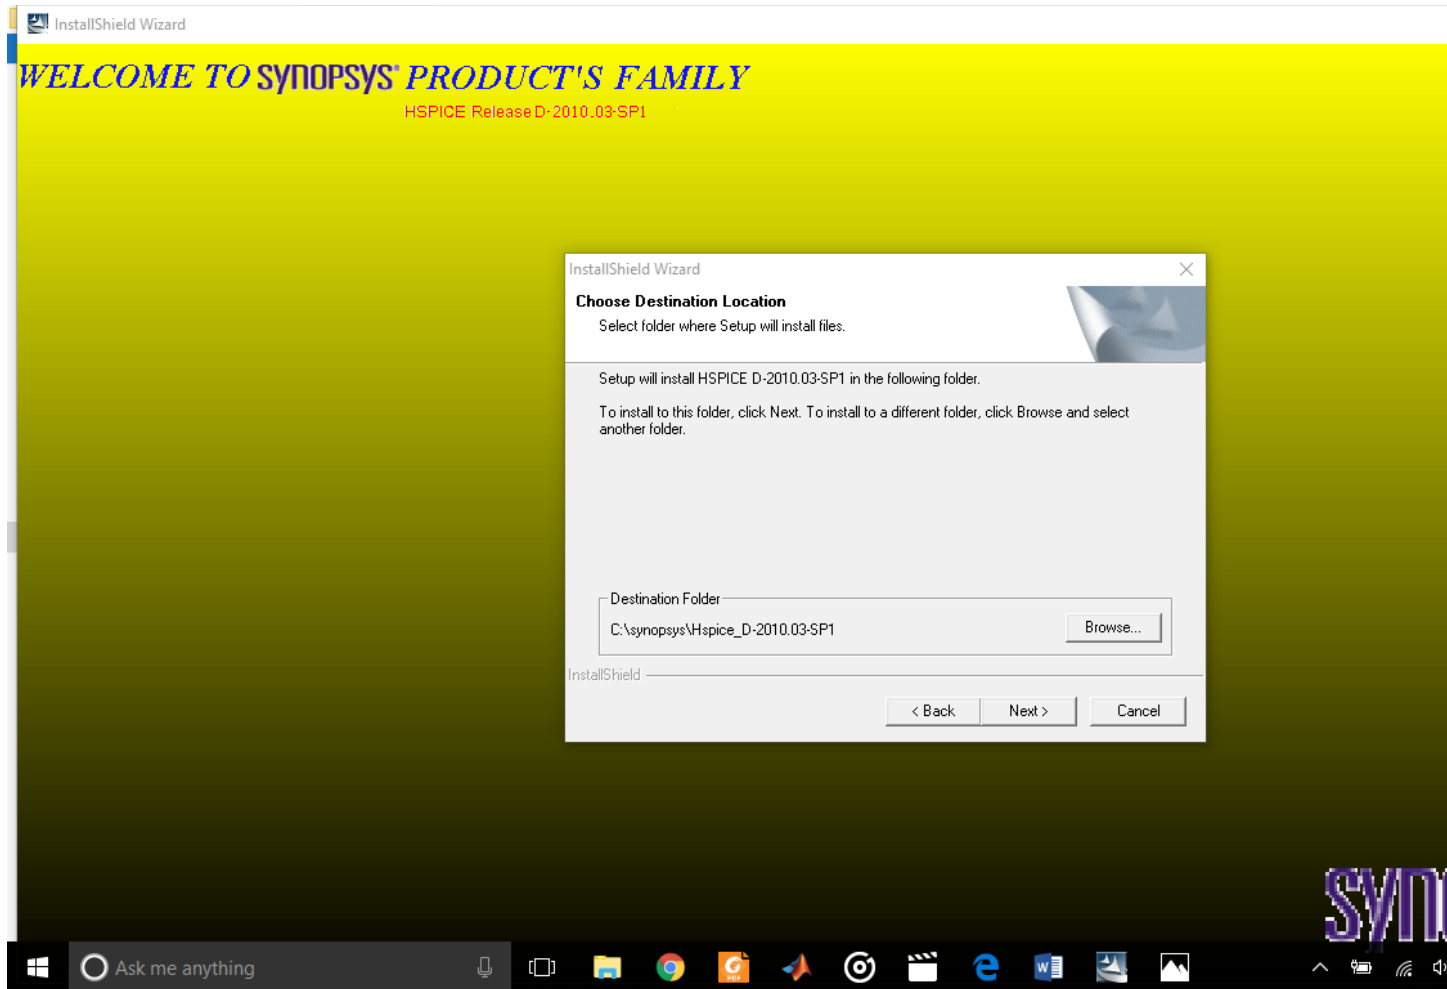 InstallShield Wizard
WELCOME TO SYNOPSYS® PRODUCT'S FAMILY
HSPICE Release D-2010.03-SP1
InstallShield Wizard
Choose Destination Location
Select folder where Setup will install files.
Setup will install HSPICE D-2010.03-SP1 in the following folder.
To install to this folder, click Next. To install to a different folder, click Browse and select
another folder.
Destination Folder
C:\synopsys\Hspice_D-2010.03-SP1
Browse...
InstallShield
< Back
Next >
Cancel
Syn
Ask me anything